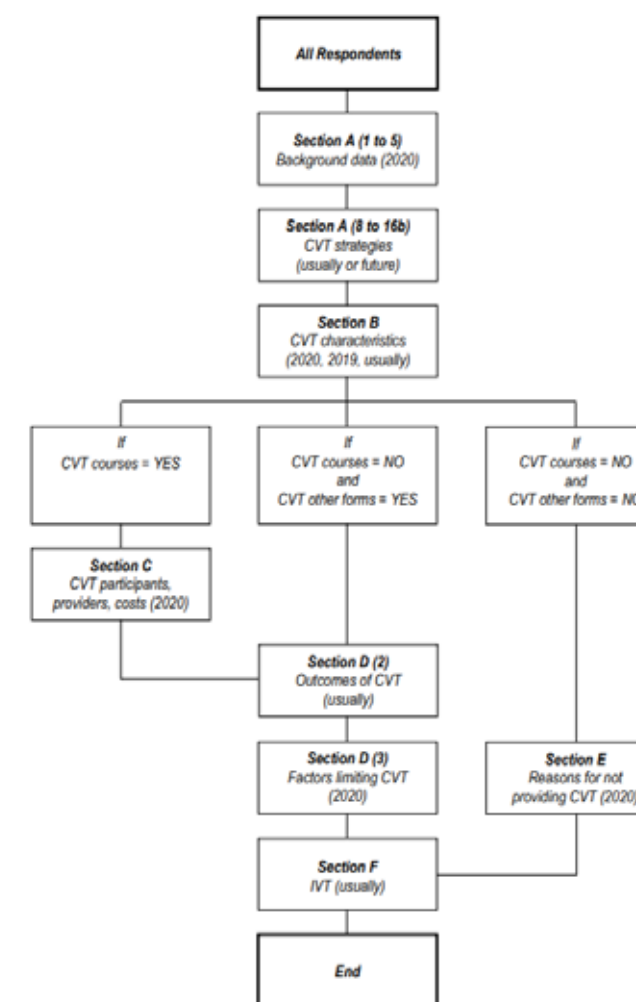 All Respondents
Section A (1 to 5)
Background data (2020)
Section A (8 to 16b)
CVT strategies
(usually or future)
Section B
CVT characteristics
(2020, 2019, usually)
If
CVT courses = YES
If
CVT courses = NO
and
CVT other forms = YES
If
CVT courses = NO
and
CVT other forms = NO
Section C
CVT participants,
providers, costs (2020)
Section D (2)
Outcomes of CVT
(usually)
Section D (3)
Factors limiting CVT
(2020)
Section E
Reasons for not
providing CVT (2020)
Section F
IVT (usually)
End